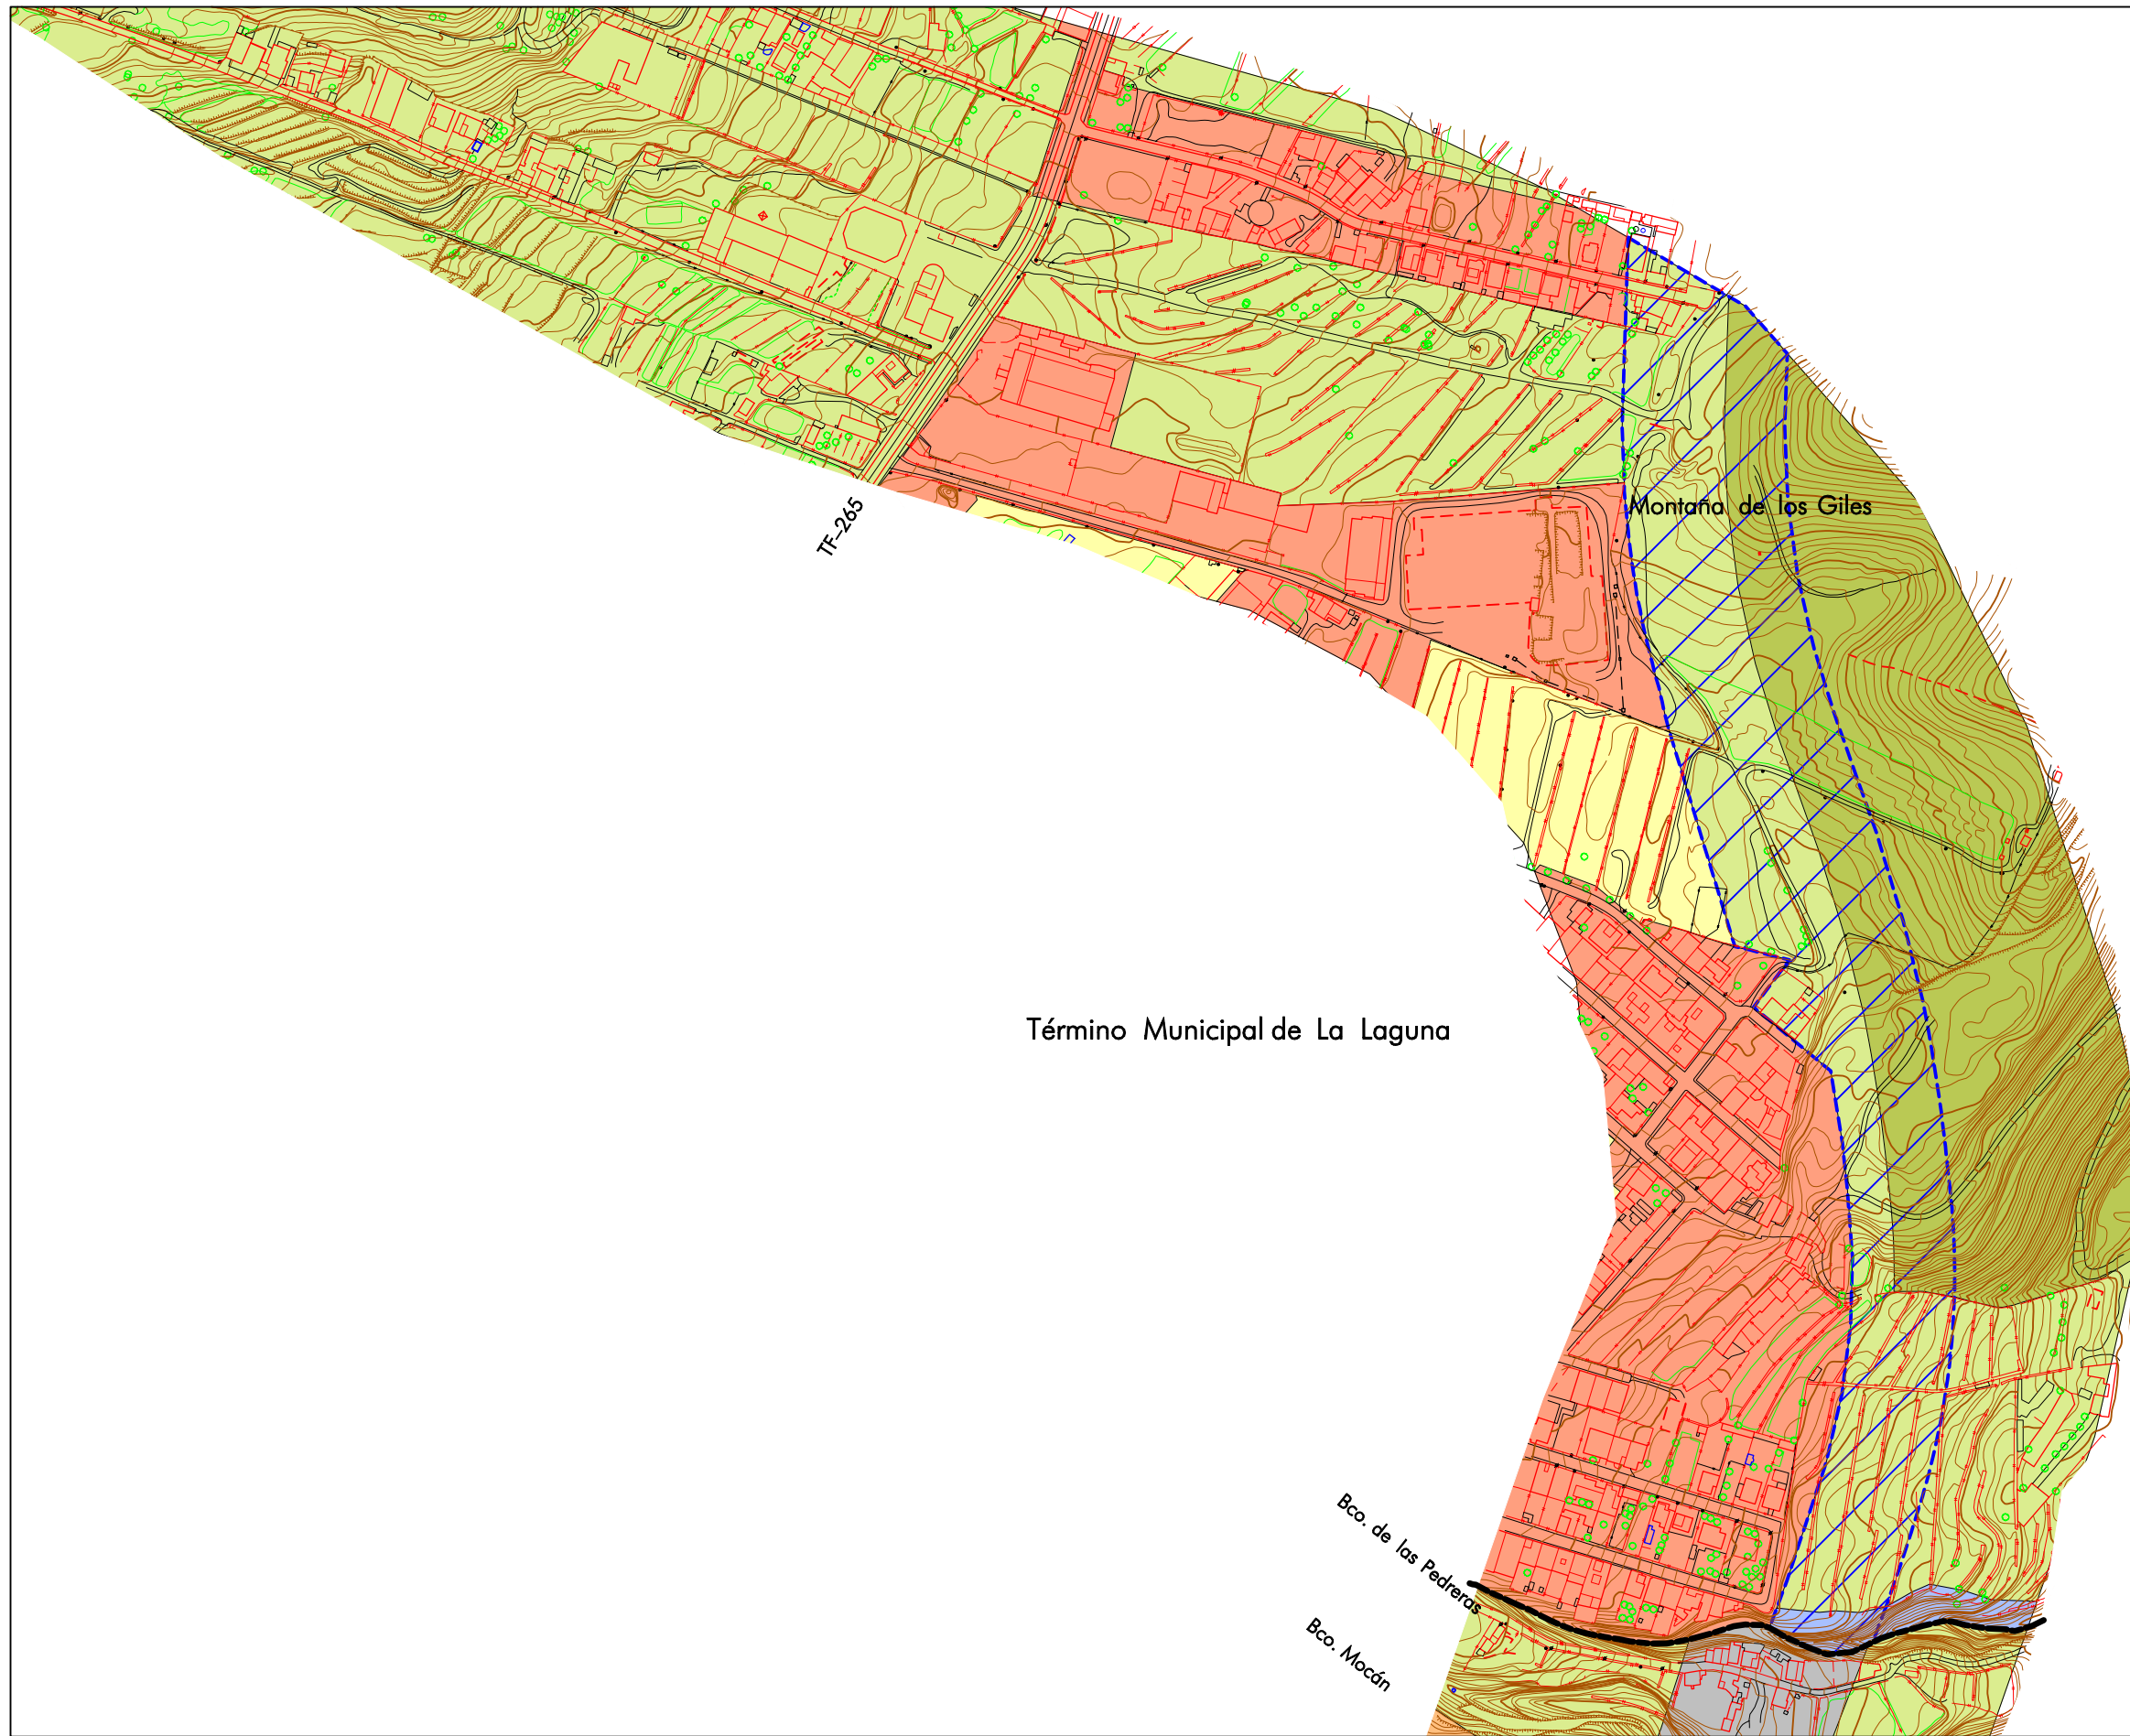 TF-265
Montaña de los Giles
Término Municipal de La Laguna
Bco. de las Pedreras
Bco. Mocán